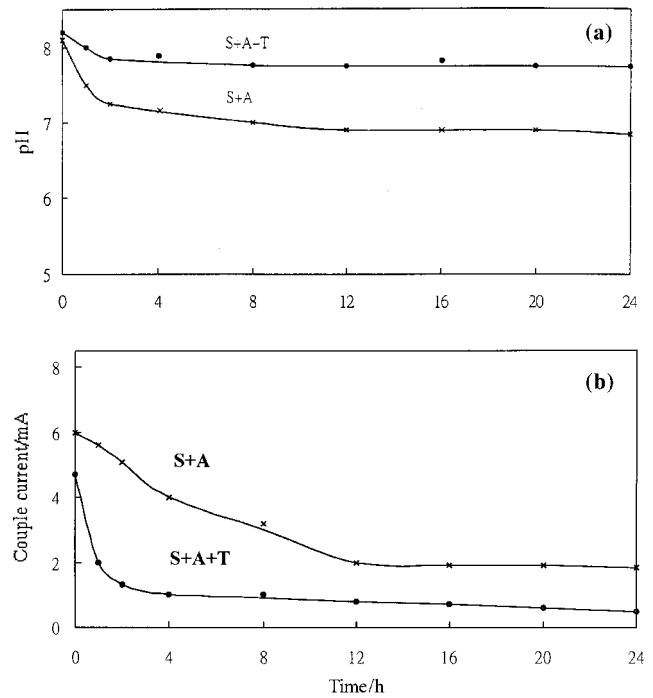 (a)
8
S+A-T
S+A
7
pH
6
5
0 4 8 12 16 20 24
(b)
8
6
S+A
4
Couple current/mA
S+A+T
2
0
0 4 8 12 16 20 24
Time/h